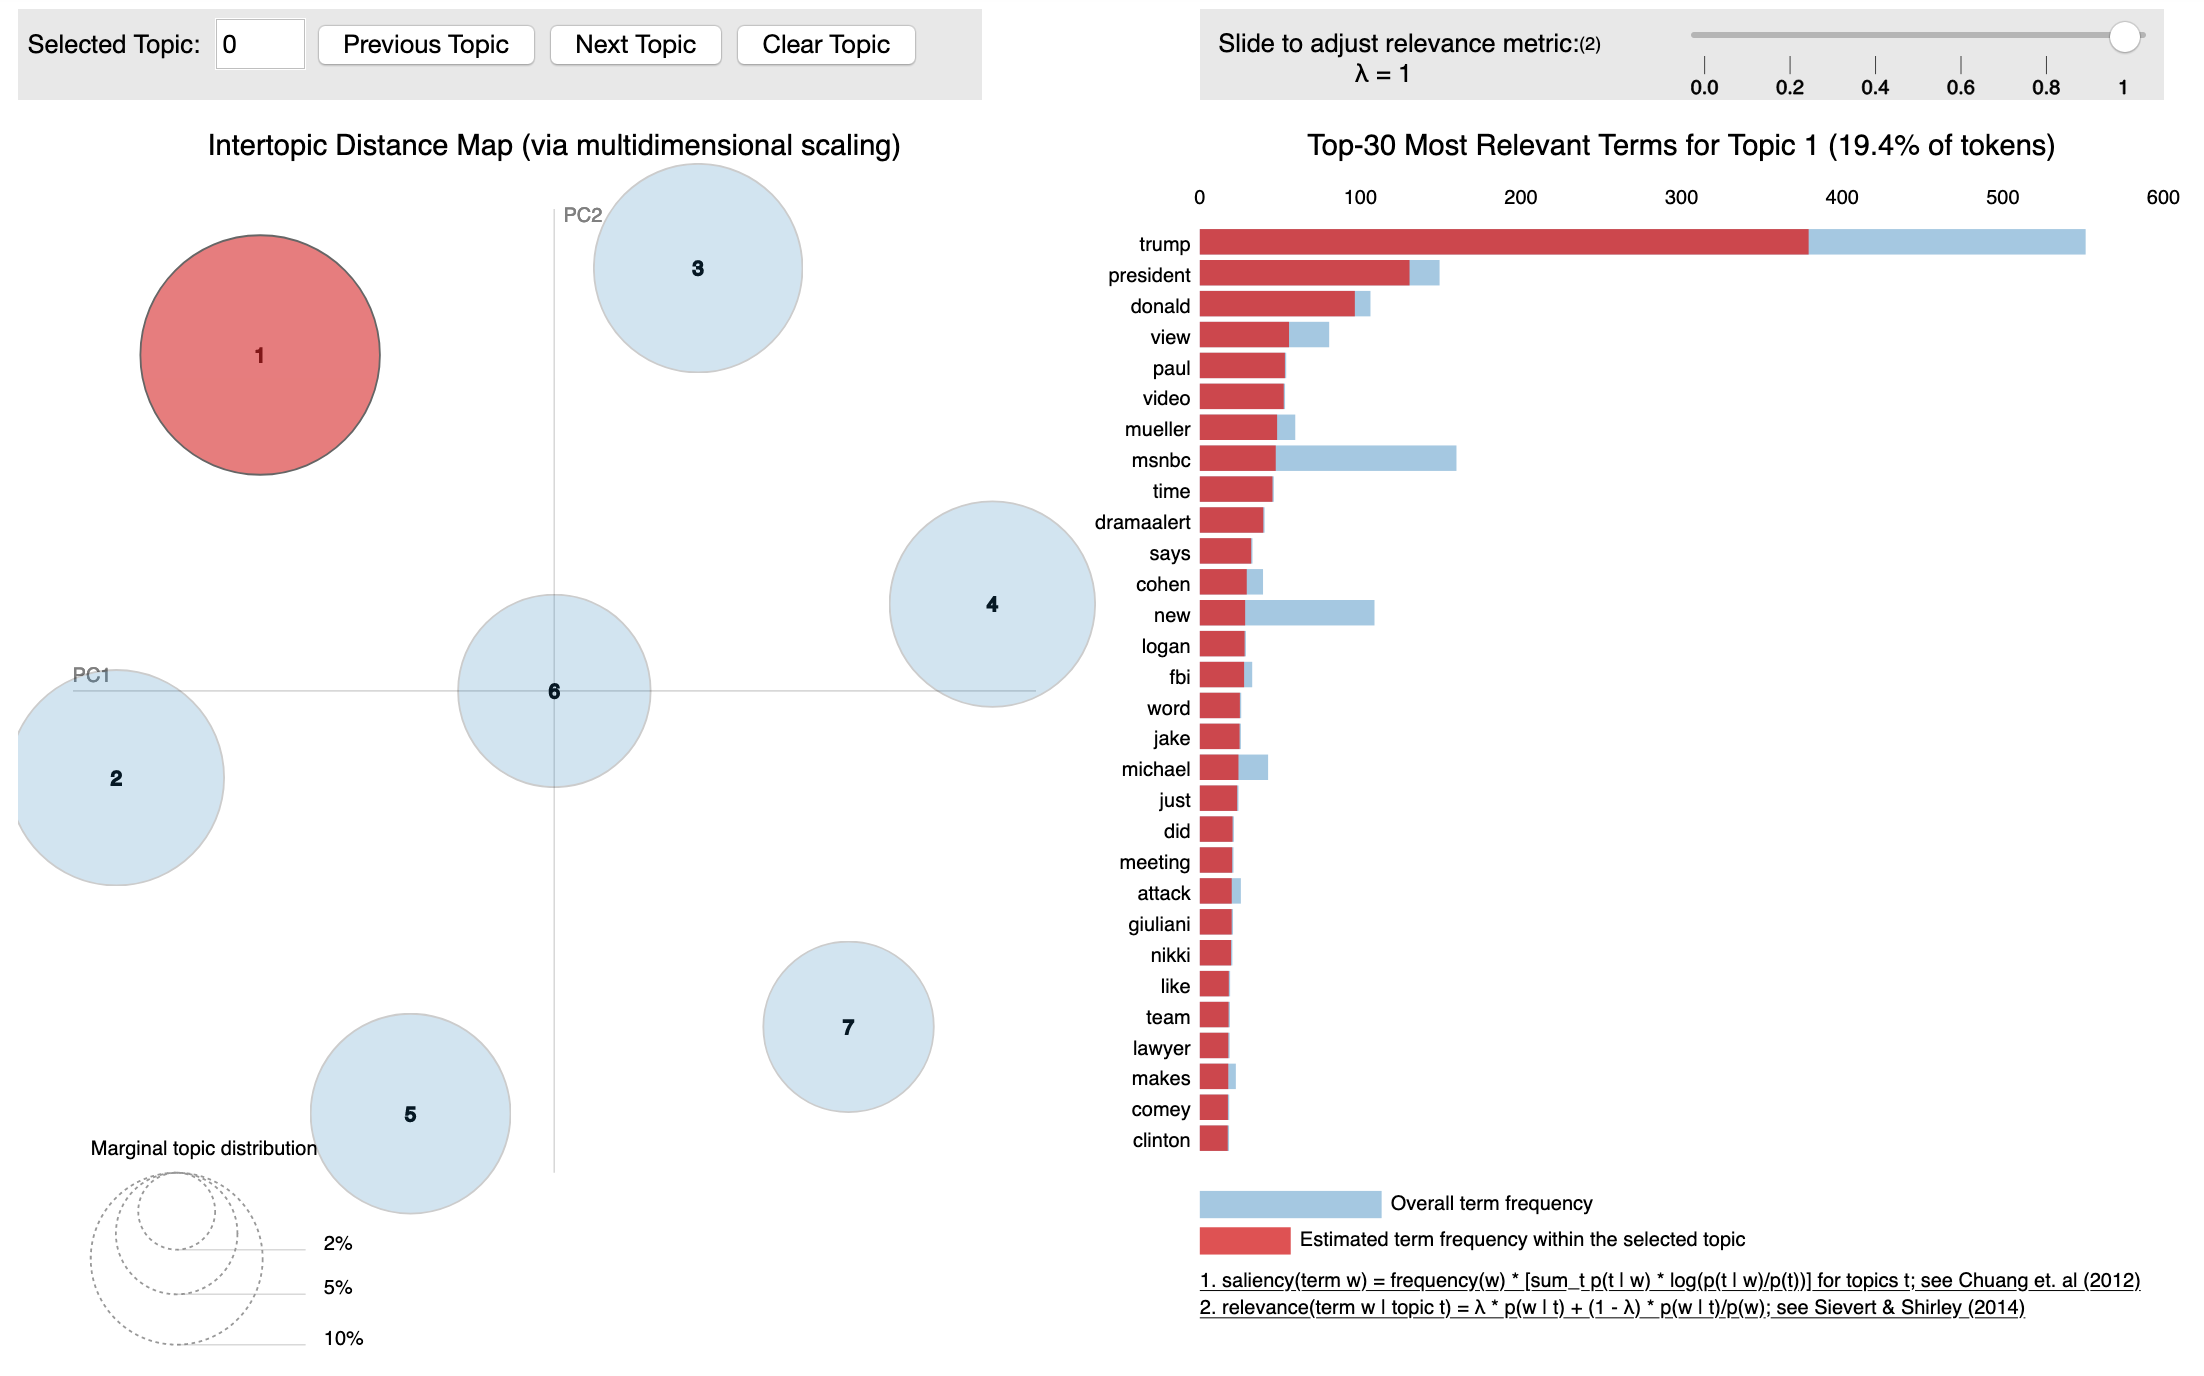 Selected Topic: 0 Previous Topic Next Topic Clear Topic
Slide to adjust relevance metric:(2)
λ = 1
0.0 0.2 0.4 0.6 0.8 1
Intertopic Distance Map (via multidimensional scaling)
PC2
PC1
1
2
3
4
5
6
7
Marginal topic distribution
2%
5%
10%
Top-30 Most Relevant Terms for Topic 1 (19.4% of tokens)
0 100 200 300 400 500 600
trump
president
donald
view
paul
video
mueller
msnbc
time
dramaalert
says
cohen
new
logan
fbi
word
jake
michael
just
did
meeting
attack
giuliani
nikki
like
team
lawyer
makes
comey
clinton
Overall term frequency
Estimated term frequency within the selected topic
1. saliency(term w) = frequency(w) * [sum_t p(t | w) * log(p(t | w)/p(t))] for topics t; see Chuang et. al (2012)
2. relevance(term w | topic t) = λ * p(w | t) + (1 - λ) * p(w | t)/p(w); see Sievert & Shirley (2014)